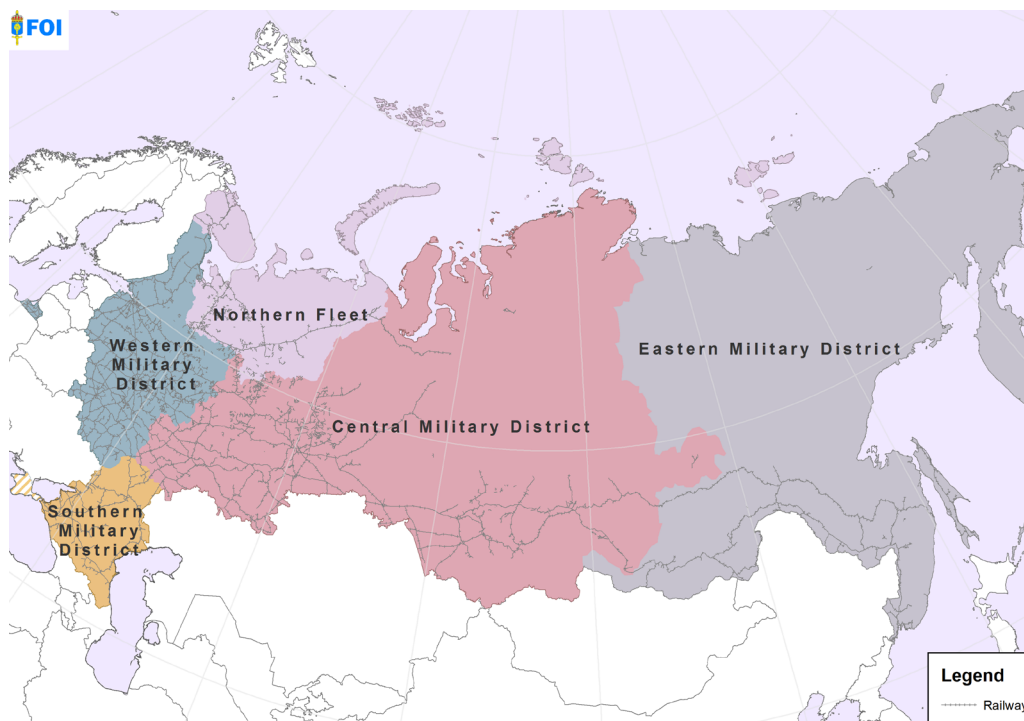 FOI
Northern Fleet
Western
Military
District
Eastern Military District
Central Military District
Southern
Military
District
Legend
Railway